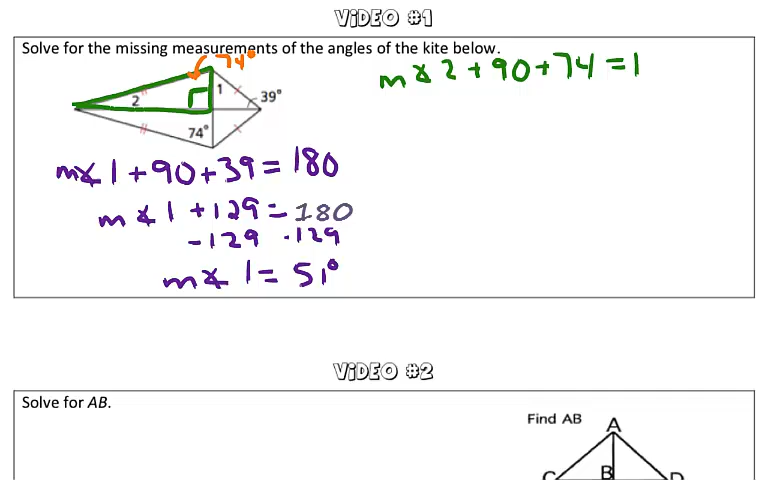 ViDEO #1
Solve for the missing measurements of the angles of the kite below.
74°
m∡2 + 90 + 74 = 1
1
2
39°
74°
m∡1 + 90 + 39 = 180
m∡1 + 129 = 180
-129 -129
m∡1 = 51°
ViDEO #2
Solve for AB.
Find AB
A
C B D